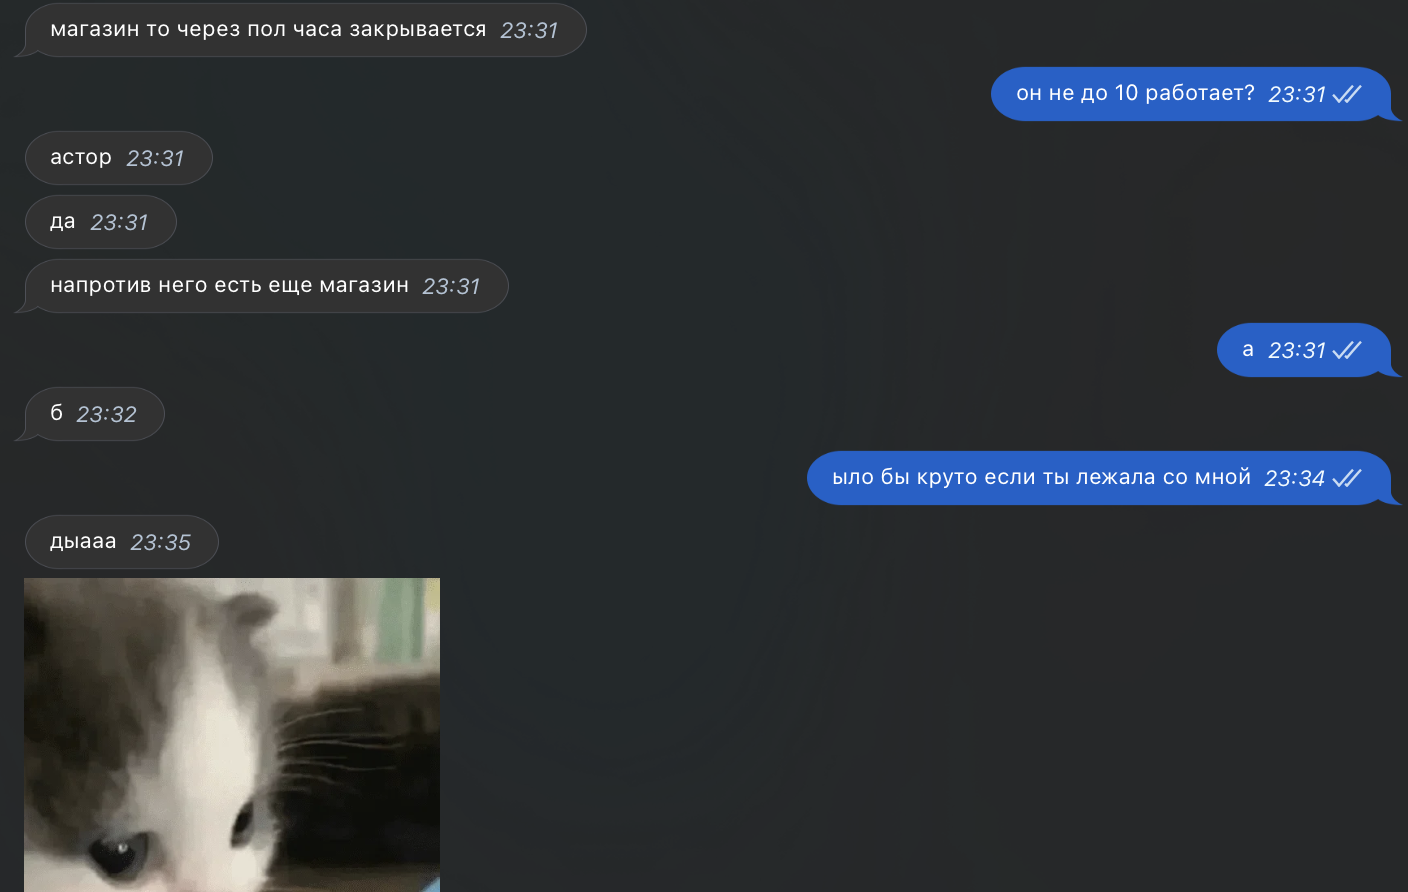 магазин то через пол часа закрывается 23:31
он не до 10 работает? 23:31
астор 23:31
да 23:31
напротив него есть еще магазин 23:31
а 23:31
б 23:32
ыло бы круто если ты лежала со мной 23:34
дыааа 23:35